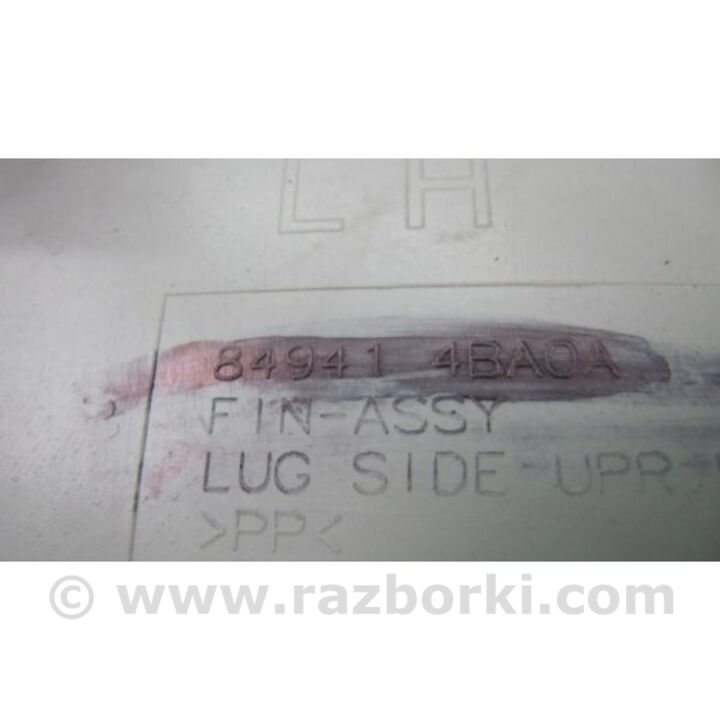 LH
84941 4BA0A
FIN-ASSY
LUG SIDE-UPR
>PP<
© www.razborki.com